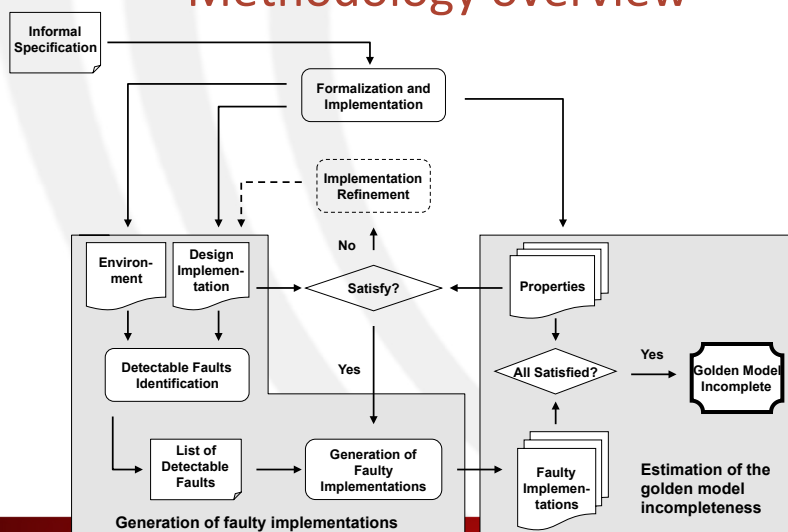 Methodology overview
Informal
Specification
Formalization and
Implementation
Implementation
Refinement
No
Environ-
ment
Design
Implemen-
tation
Satisfy?
Properties
Detectable Faults
Identification
Yes
All Satisfied?
Yes
Golden Model
Incomplete
List of
Detectable
Faults
Generation of
Faulty
Implementations
Faulty
Implemen-
tations
Estimation of the
golden model
incompleteness
Generation of faulty implementations